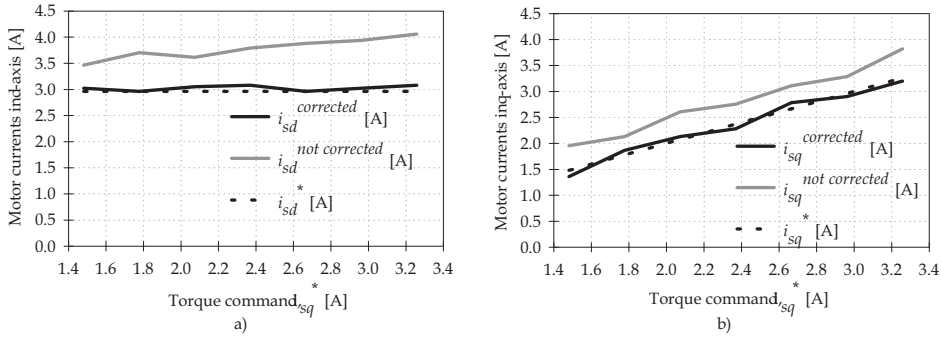 Motor currents ind-axis [A]
4.5
4.0
3.5
3.0
2.5
2.0
1.5
1.0
0.5
0.0
i_sd^corrected [A]
i_sd^not corrected [A]
i_sd^* [A]
1.4 1.6 1.8 2.0 2.2 2.4 2.6 2.8 3.0 3.2 3.4
Torque command,_sq^* [A]
a)
Motor currents inq-axis [A]
4.5
4.0
3.5
3.0
2.5
2.0
1.5
1.0
0.5
0.0
i_sq^corrected [A]
i_sq^not corrected [A]
i_sq^* [A]
1.4 1.6 1.8 2.0 2.2 2.4 2.6 2.8 3.0 3.2 3.4
Torque command,_sq^* [A]
b)